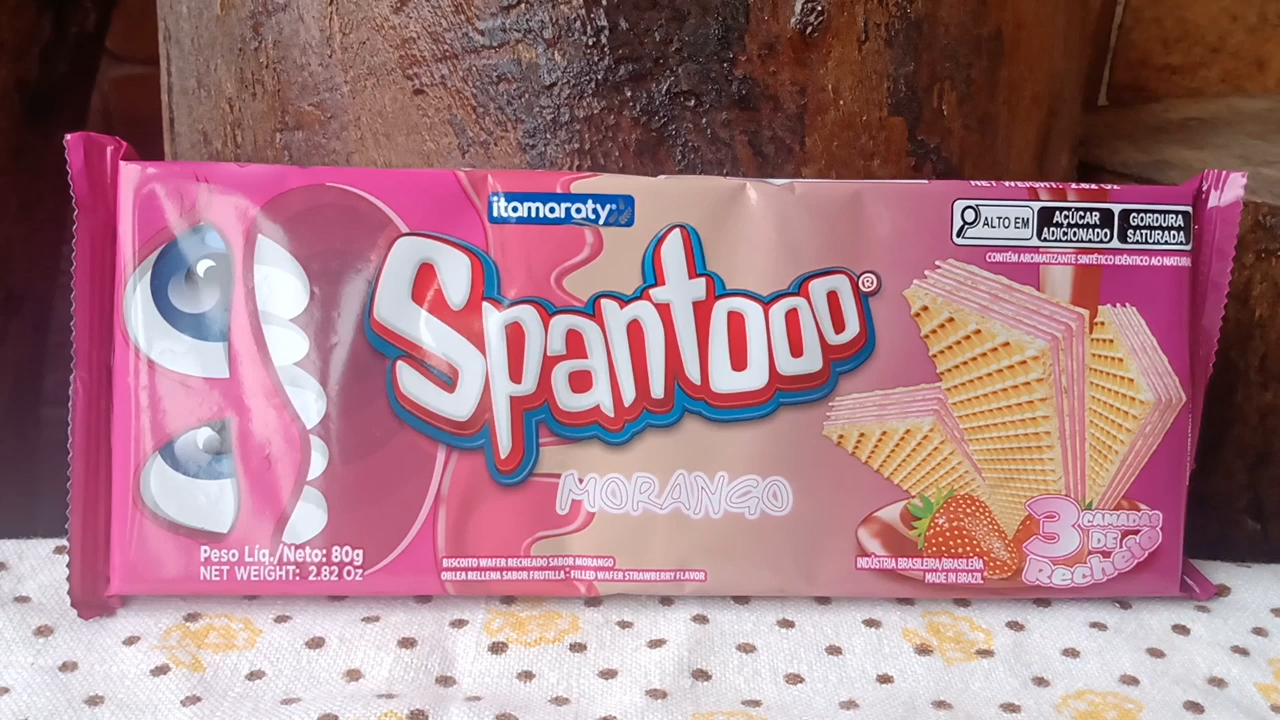 NET WEIGHT: 2.82 Oz
itamaraty
ALTO EM
AÇÚCAR
ADICIONADO
GORDURA
SATURADA
CONTÉM AROMATIZANTE SINTÉTICO IDÊNTICO AO NATURA
Spantooo®
MORANGO
3 CAMADAS
DE
Recheio
Peso Líq./Neto: 80g
NET WEIGHT: 2.82 Oz
BISCOITO WAFER RECHEADO SABOR MORANGO
OBLEA RELLENA SABOR FRUTILLA - FILLED WAFER STRAWBERRY FLAVOR
INDÚSTRIA BRASILEIRA/BRASILEÑA
MADE IN BRAZIL